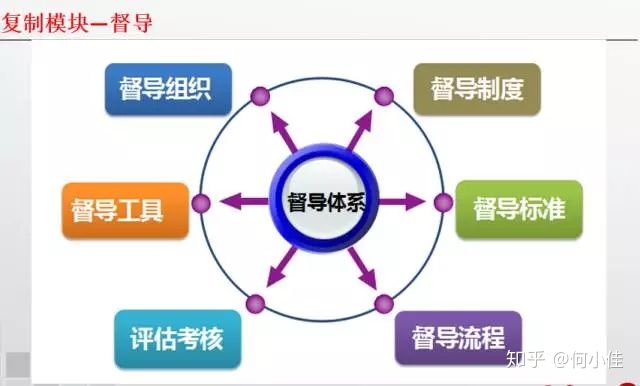 复制模块—督导
督导组织
督导制度
督导工具
督导体系
督导标准
评估考核
督导流程
知乎 @何小佳